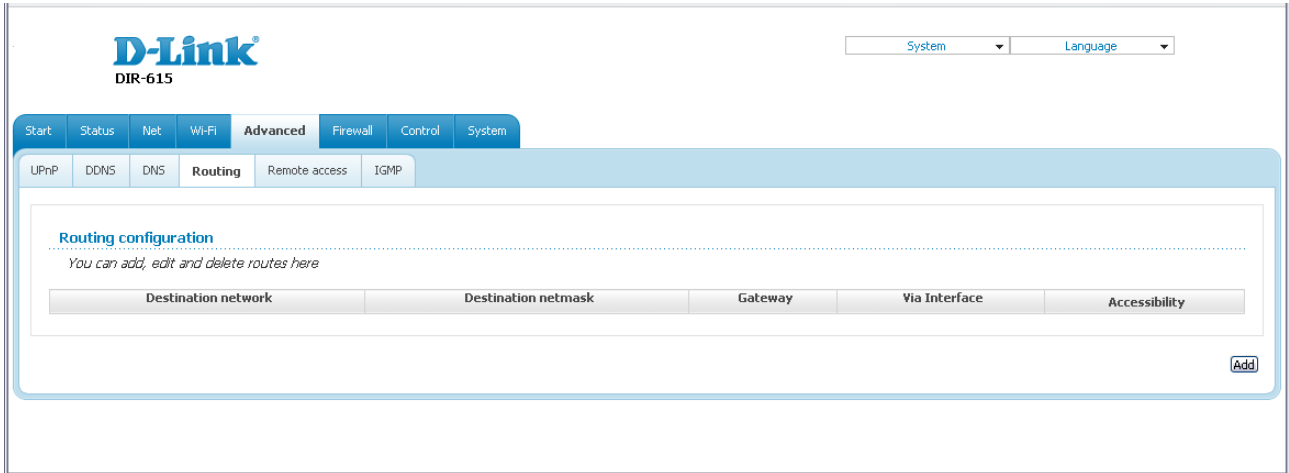 D-Link®
DIR-615
System Language
Start Status Net Wi-Fi Advanced Firewall Control System
UPnP DDNS DNS Routing Remote access IGMP
Routing configuration
You can add, edit and delete routes here
Destination network Destination netmask Gateway Via Interface Accessibility
Add